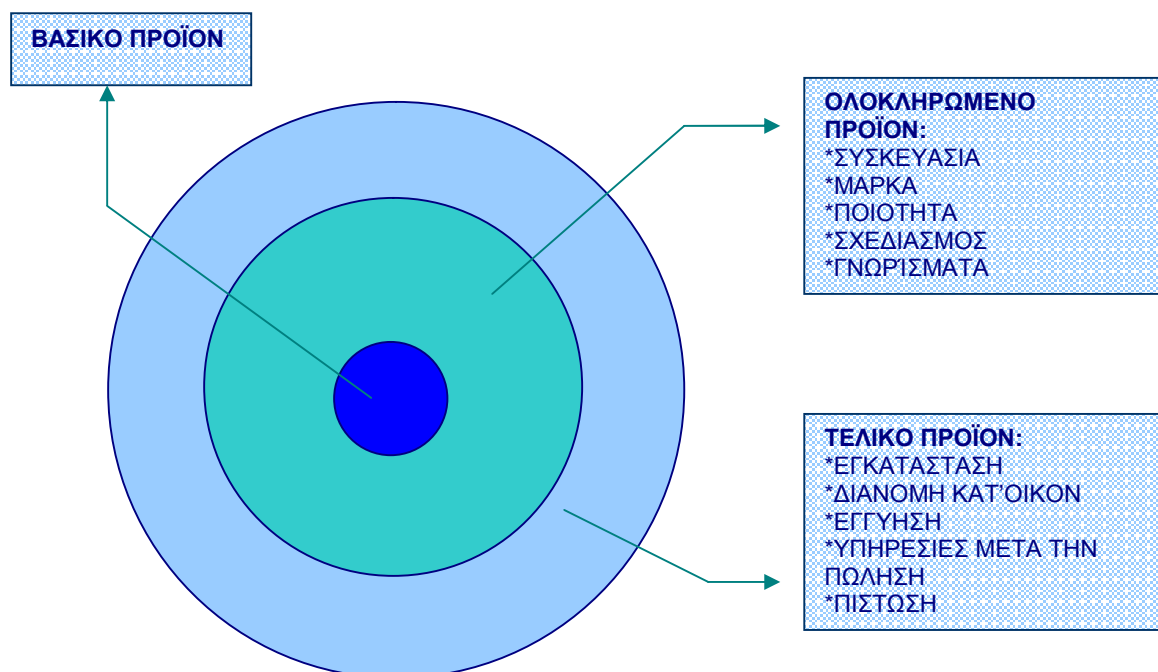 ΒΑΣΙΚΟ ΠΡΟΪΟΝ
ΟΛΟΚΛΗΡΩΜΕΝΟ
ΠΡΟΪΟΝ:
*ΣΥΣΚΕΥΑΣΙΑ
*ΜΑΡΚΑ
*ΠΟΙΟΤΗΤΑ
*ΣΧΕΔΙΑΣΜΟΣ
*ΓΝΩΡΊΣΜΑΤΑ
ΤΕΛΙΚΟ ΠΡΟΪΟΝ:
*ΕΓΚΑΤΑΣΤΑΣΗ
*ΔΙΑΝΟΜΗ ΚΑΤ'ΟΙΚΟΝ
*ΕΓΓΥΗΣΗ
*ΥΠΗΡΕΣΙΕΣ ΜΕΤΑ ΤΗΝ
ΠΩΛΗΣΗ
*ΠΙΣΤΩΣΗ